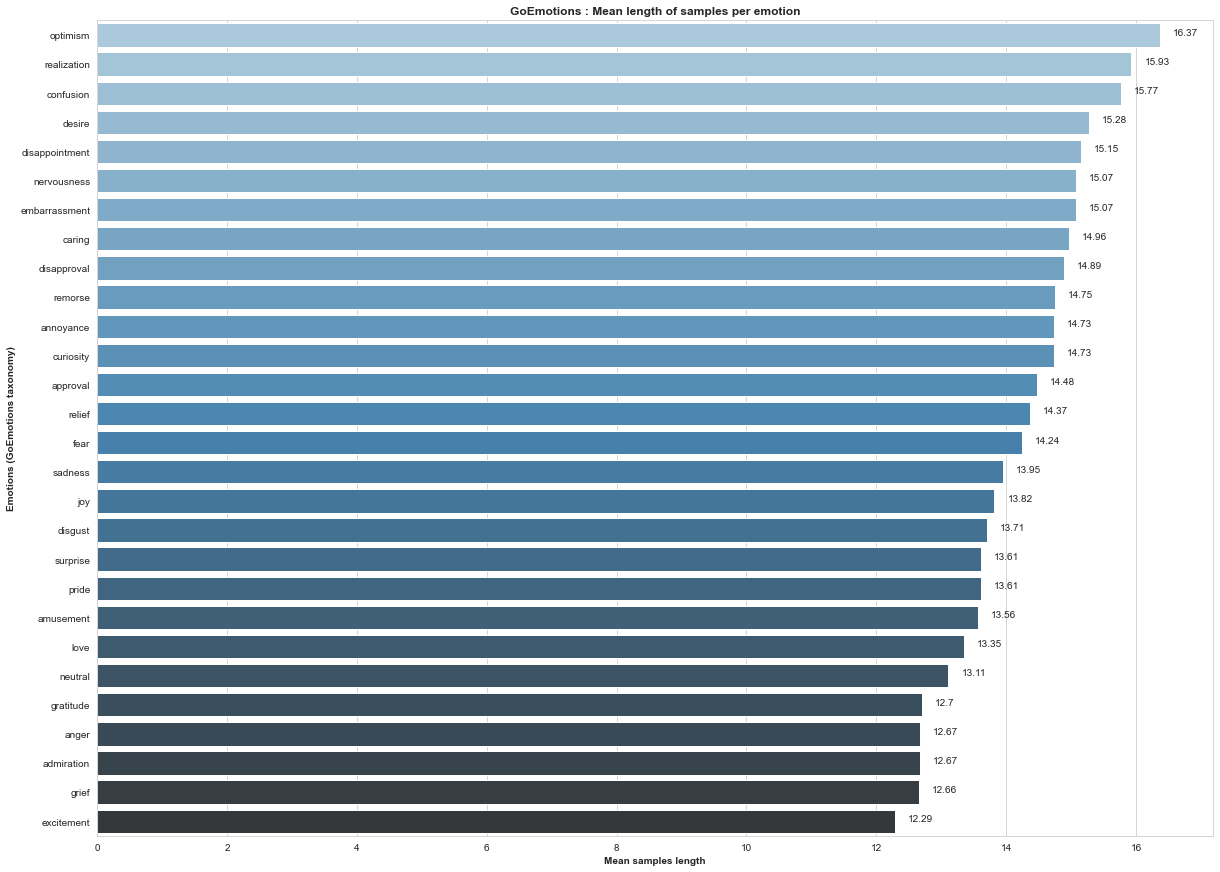 GoEmotions : Mean length of samples per emotion
optimism 16.37
realization 15.93
confusion 15.77
desire 15.28
disappointment 15.15
nervousness 15.07
embarrassment 15.07
caring 14.96
disapproval 14.89
remorse 14.75
annoyance 14.73
curiosity 14.73
approval 14.48
relief 14.37
fear 14.24
sadness 13.95
joy 13.82
disgust 13.71
surprise 13.61
pride 13.61
amusement 13.56
love 13.35
neutral 13.11
gratitude 12.7
anger 12.67
admiration 12.67
grief 12.66
excitement 12.29
0 2 4 6 8 10 12 14 16
Mean samples length
Emotions (GoEmotions taxonomy)